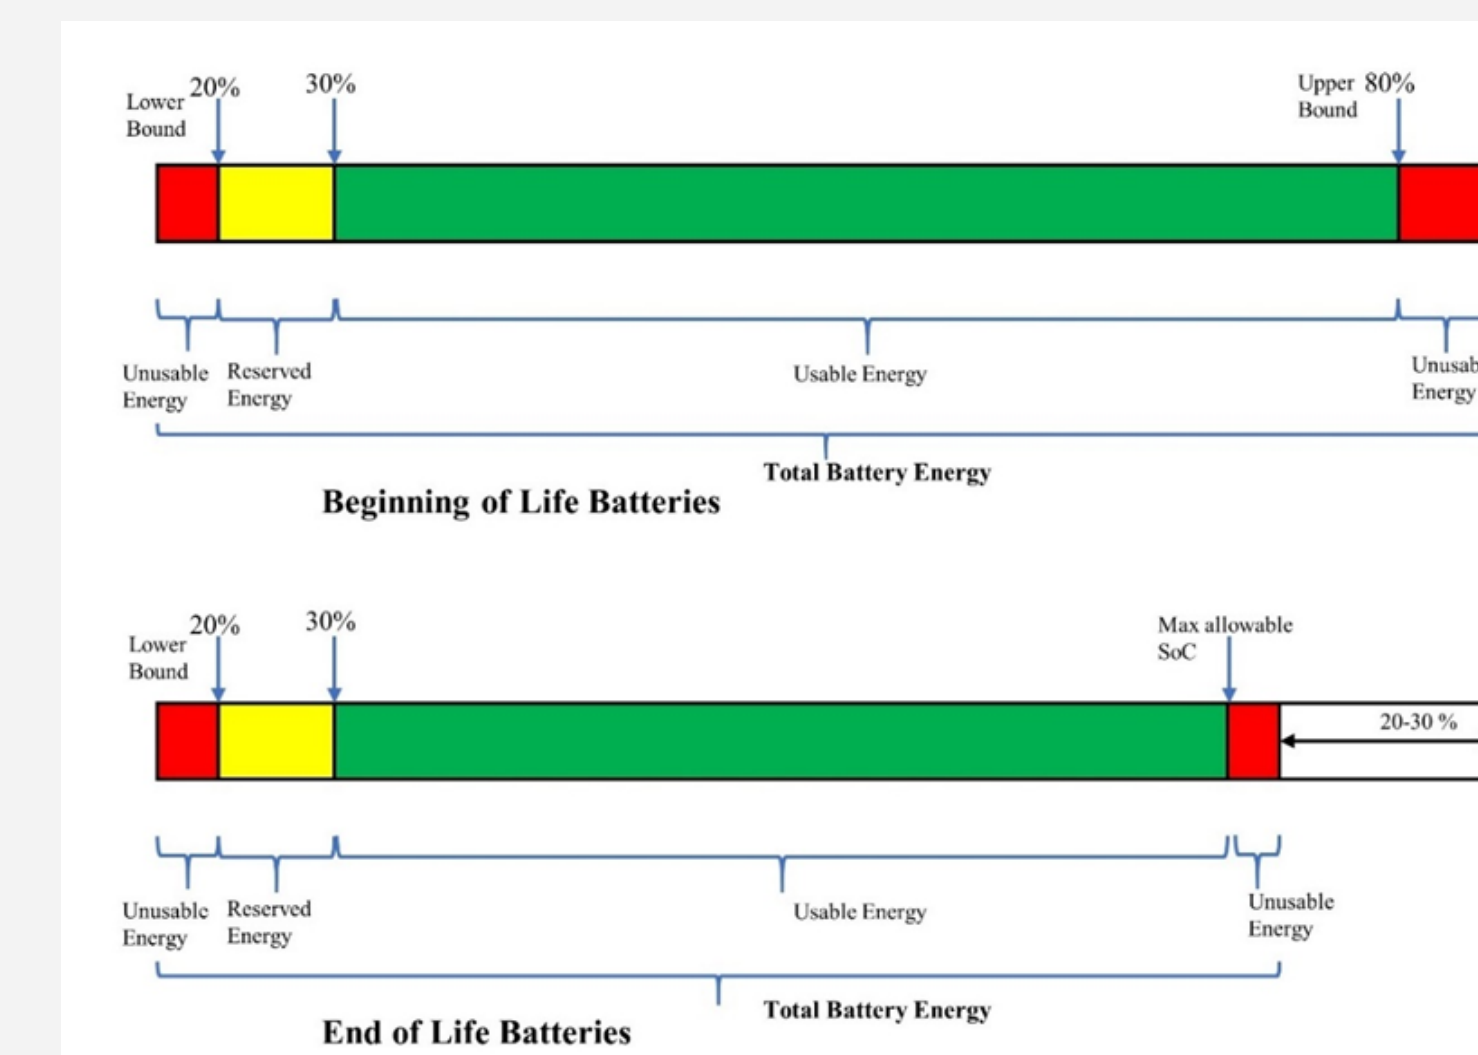 20%
30%
Upper 80%
Lower
Bound
Bound
Unusable
Energy
Reserved
Energy
Usable Energy
Unusab
Energy
Total Battery Energy
Beginning of Life Batteries
20%
30%
Lower
Bound
Max allowable
SoC
20-30 %
Unusable
Energy
Reserved
Energy
Usable Energy
Unusable
Energy
Total Battery Energy
End of Life Batteries